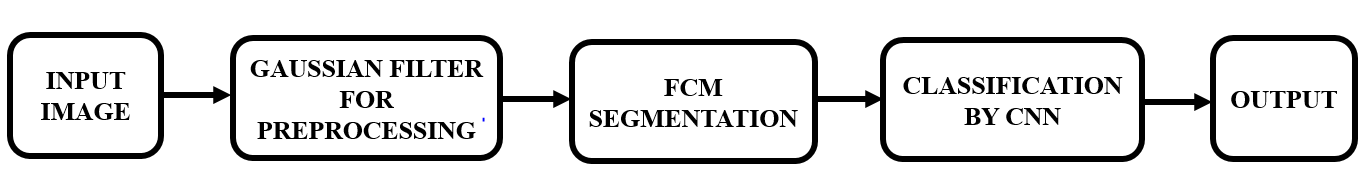 INPUT
IMAGE
GAUSSIAN FILTER
FOR
PREPROCESSING
FCM
SEGMENTATION
CLASSIFICATION
BY CNN
OUTPUT